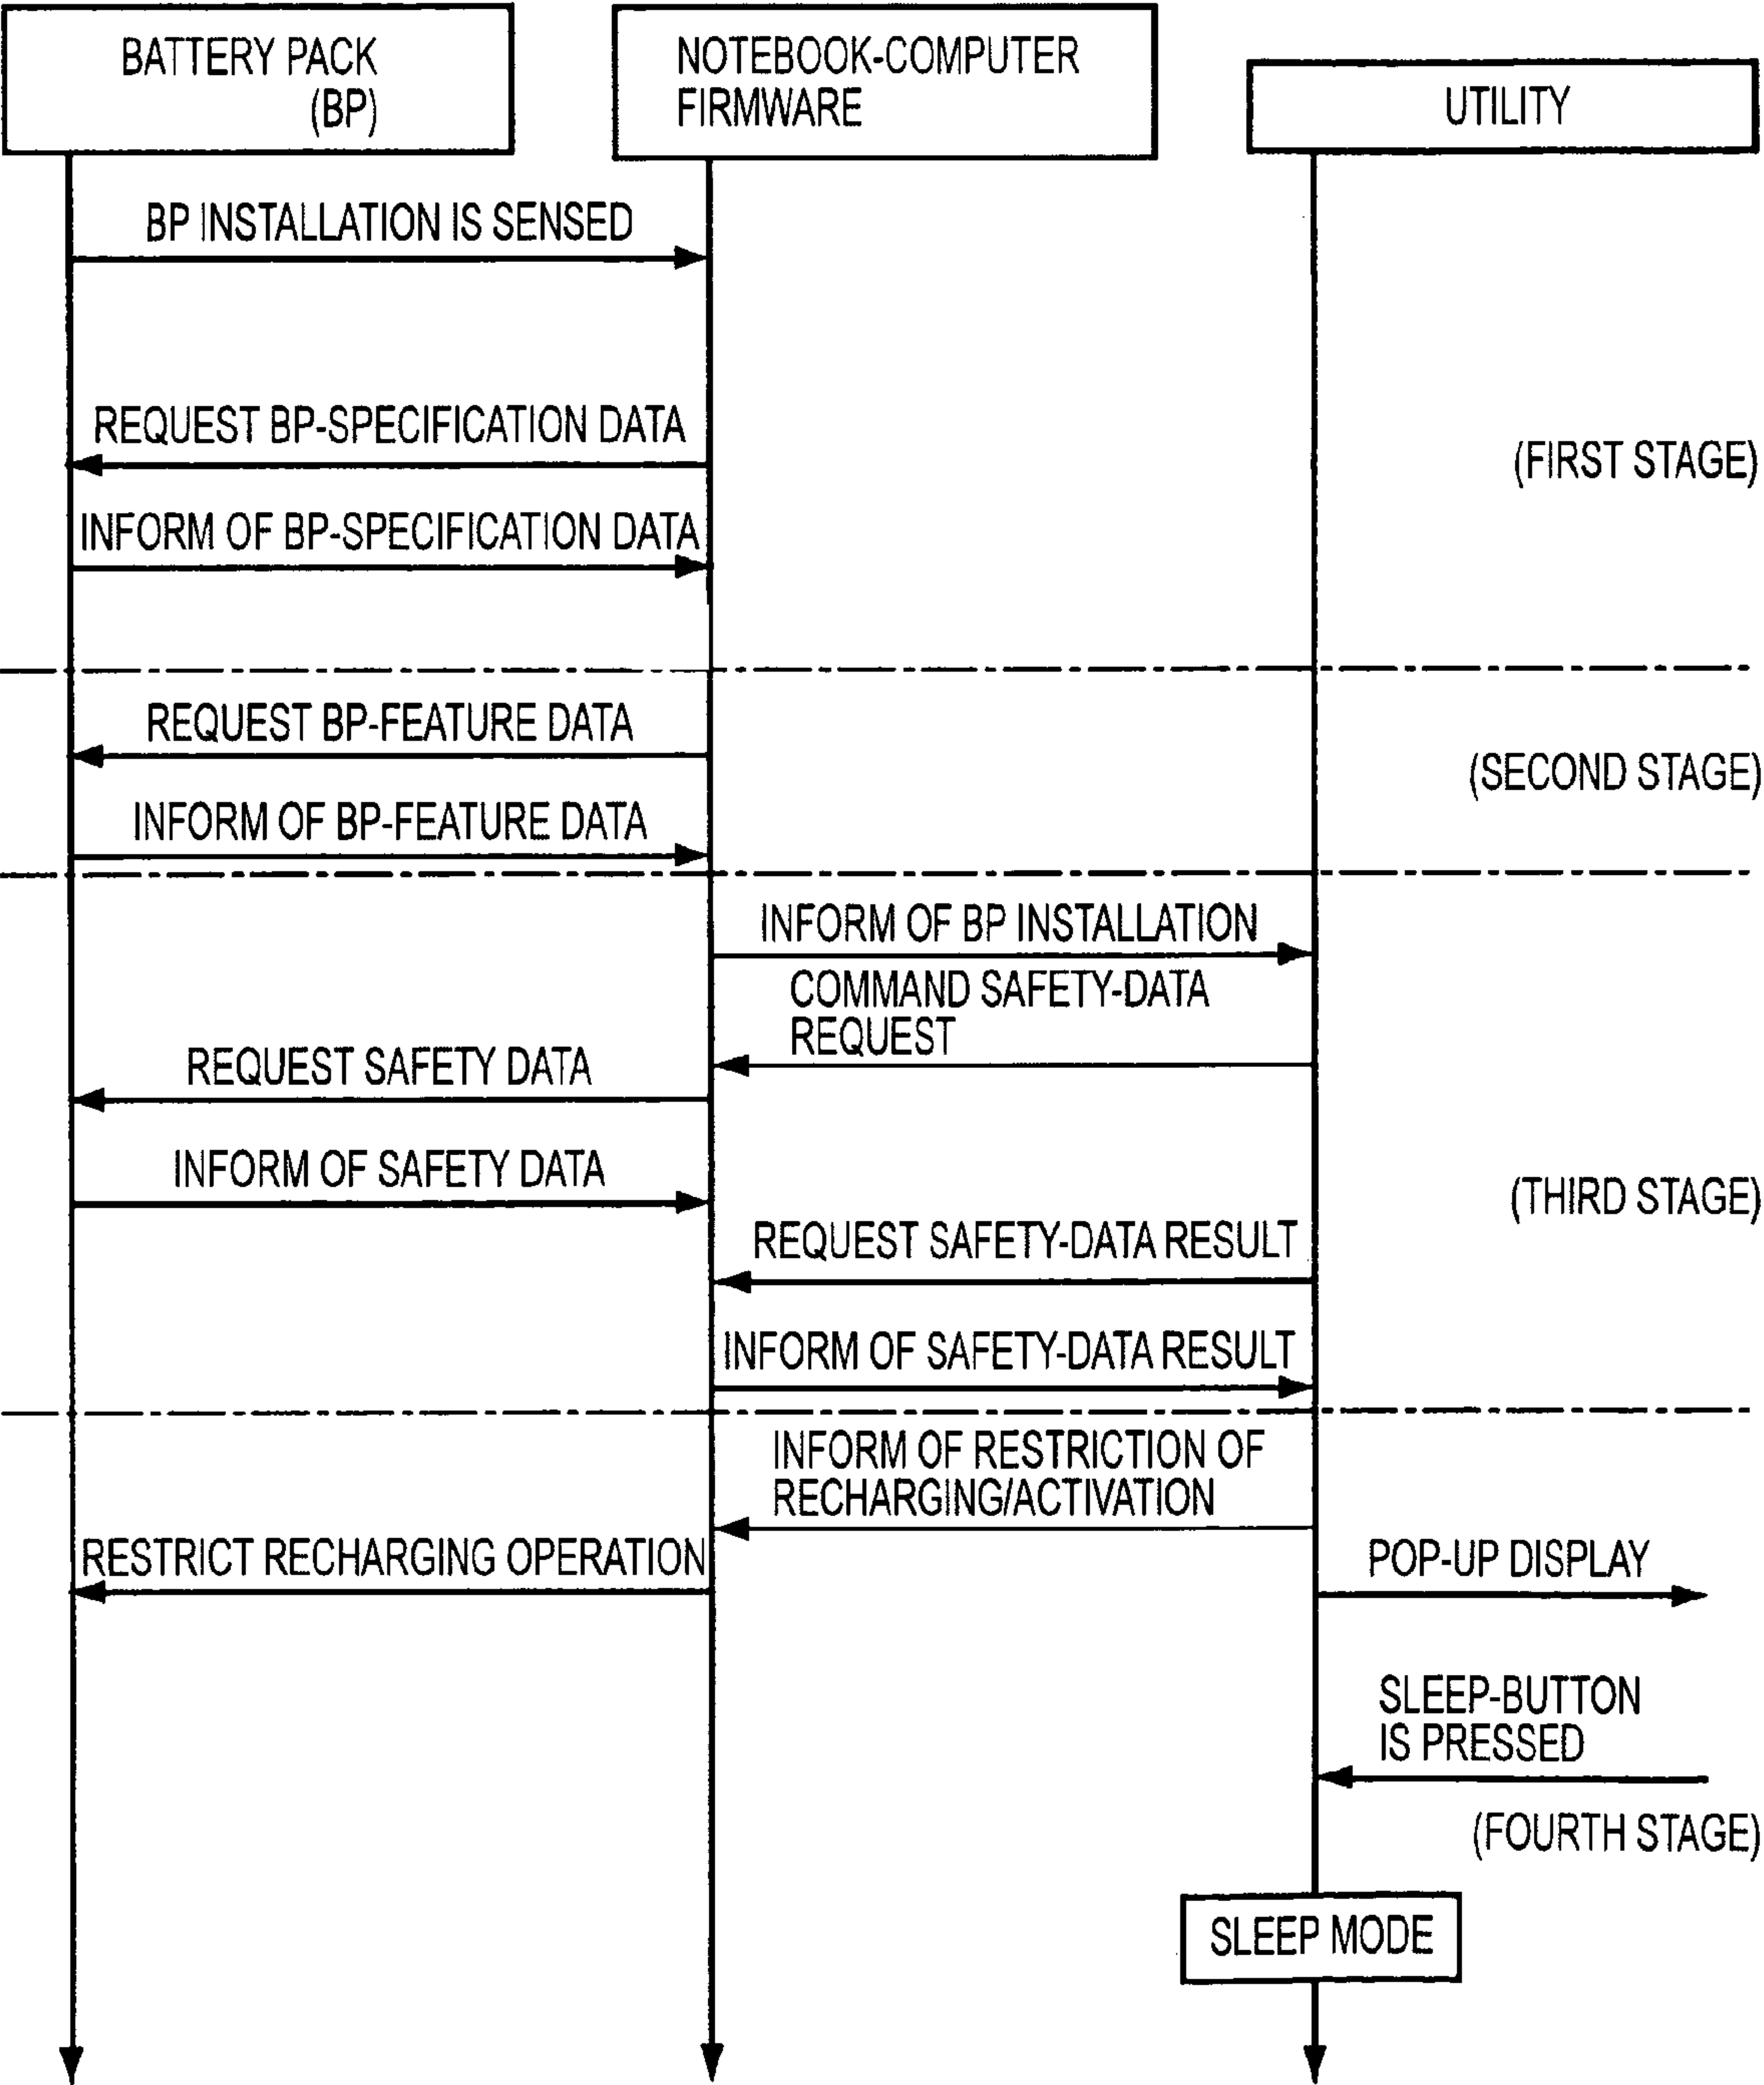 BATTERY PACK
(BP)
NOTEBOOK-COMPUTER
FIRMWARE
UTILITY
BP INSTALLATION IS SENSED
REQUEST BP-SPECIFICATION DATA
(FIRST STAGE)
INFORM OF BP-SPECIFICATION DATA
REQUEST BP-FEATURE DATA
(SECOND STAGE)
INFORM OF BP-FEATURE DATA
INFORM OF BP INSTALLATION
COMMAND SAFETY-DATA
REQUEST
REQUEST SAFETY DATA
INFORM OF SAFETY DATA
(THIRD STAGE)
REQUEST SAFETY-DATA RESULT
INFORM OF SAFETY-DATA RESULT
INFORM OF RESTRICTION OF
RECHARGING/ACTIVATION
RESTRICT RECHARGING OPERATION
POP-UP DISPLAY
SLEEP-BUTTON
IS PRESSED
(FOURTH STAGE)
SLEEP MODE